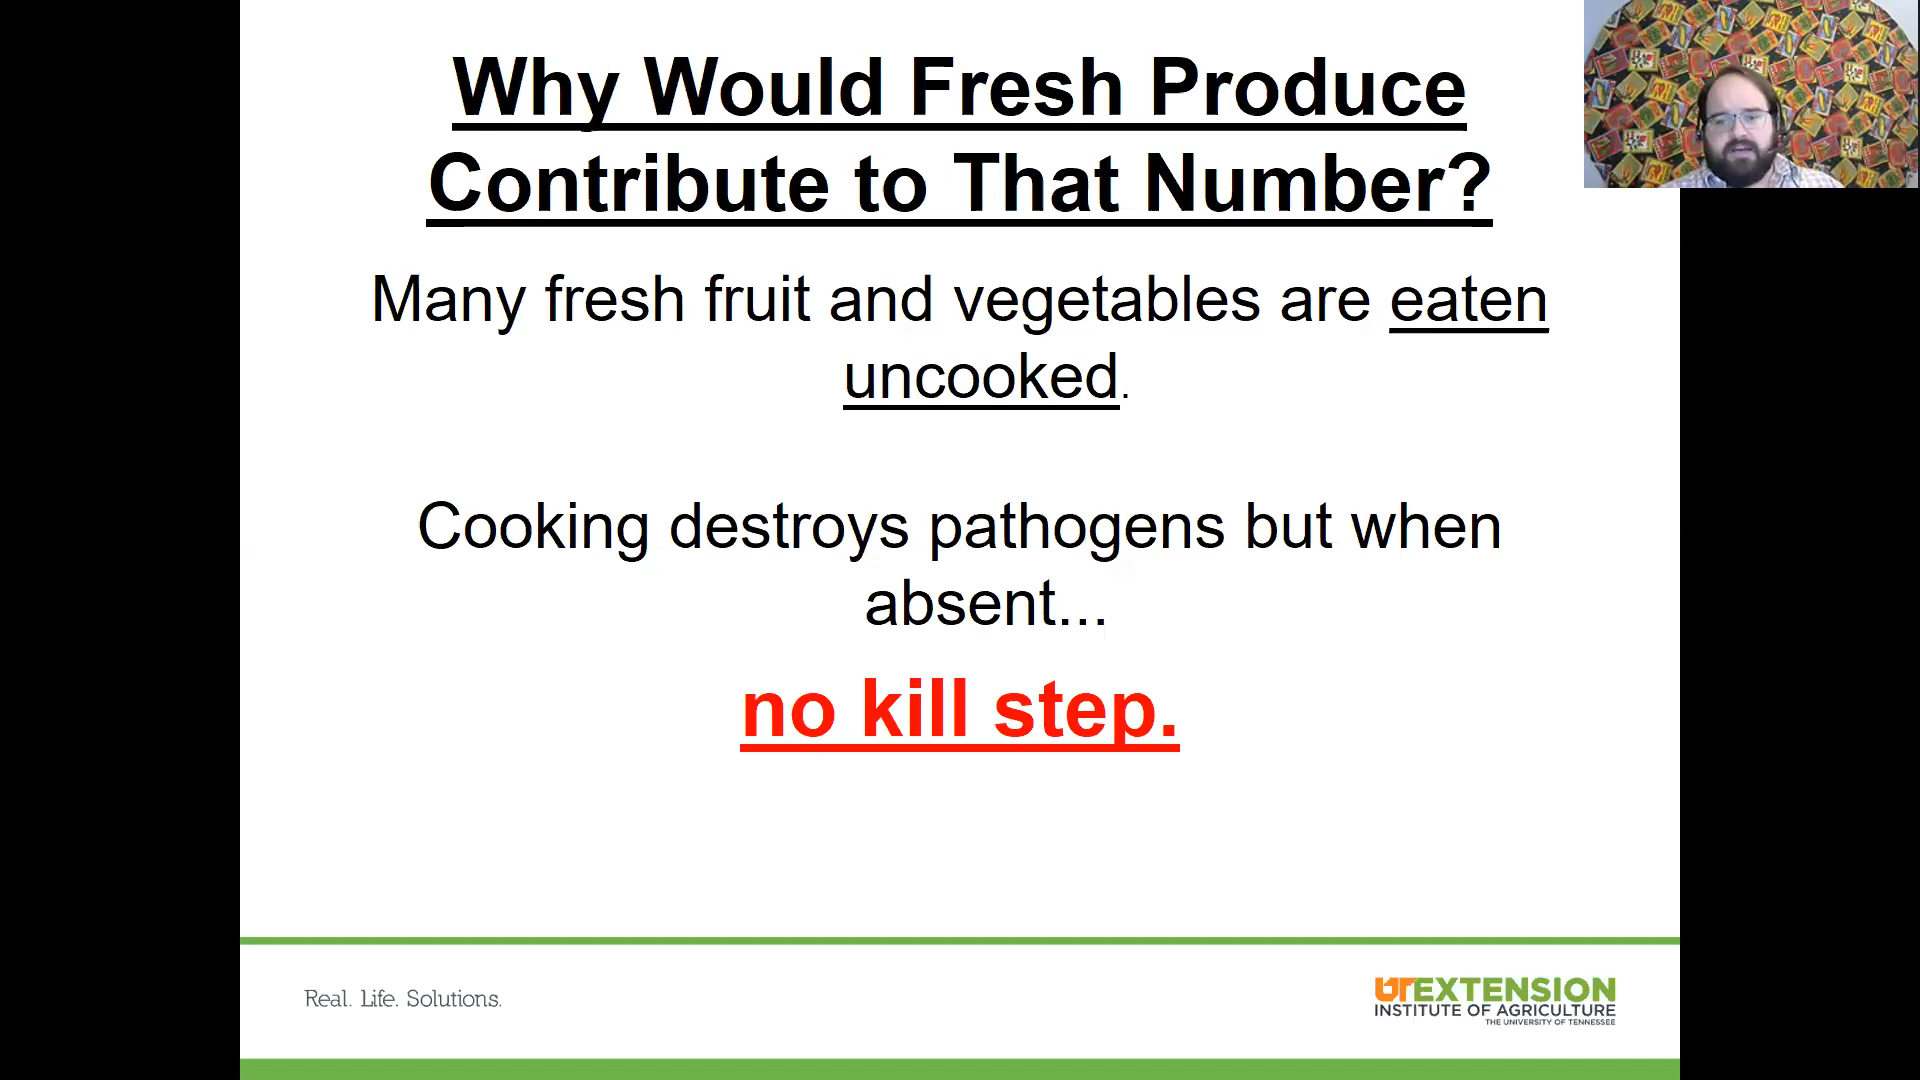 Why Would Fresh Produce
Contribute to That Number?
Many fresh fruit and vegetables are eaten
uncooked.
Cooking destroys pathogens but when
absent...
no kill step.
Real. Life. Solutions.
UTEXTENSION
INSTITUTE OF AGRICULTURE
THE UNIVERSITY OF TENNESSEE